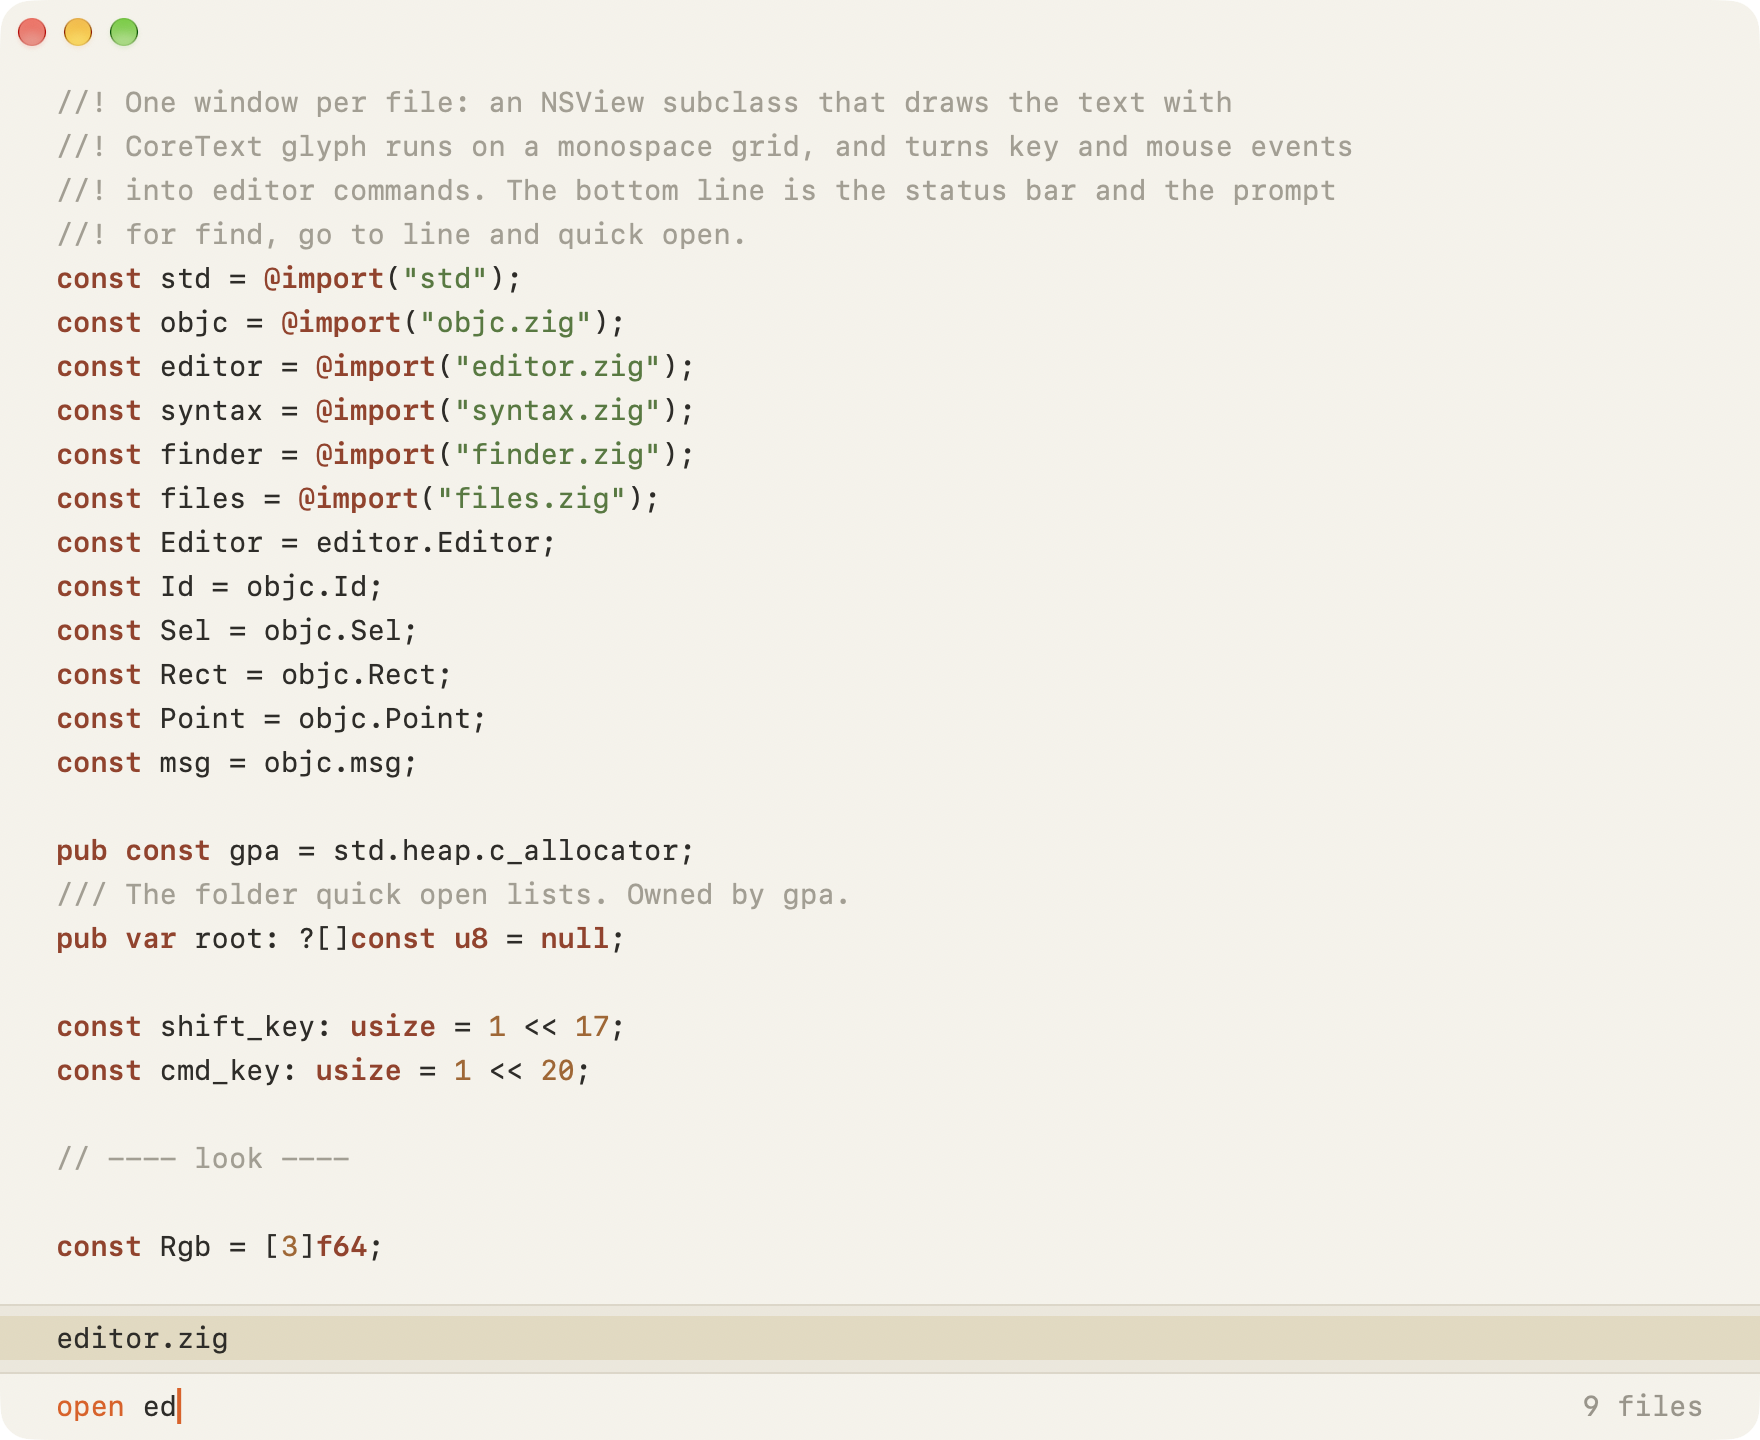 //! One window per file: an NSView subclass that draws the text with
//! CoreText glyph runs on a monospace grid, and turns key and mouse events
//! into editor commands. The bottom line is the status bar and the prompt
//! for find, go to line and quick open.
const std = @import("std");
const objc = @import("objc.zig");
const editor = @import("editor.zig");
const syntax = @import("syntax.zig");
const finder = @import("finder.zig");
const files = @import("files.zig");
const Editor = editor.Editor;
const Id = objc.Id;
const Sel = objc.Sel;
const Rect = objc.Rect;
const Point = objc.Point;
const msg = objc.msg;

pub const gpa = std.heap.c_allocator;
/// The folder quick open lists. Owned by gpa.
pub var root: ?[]const u8 = null;

const shift_key: usize = 1 << 17;
const cmd_key: usize = 1 << 20;

// ---- look ----

const Rgb = [3]f64;
editor.zig
open ed
9 files